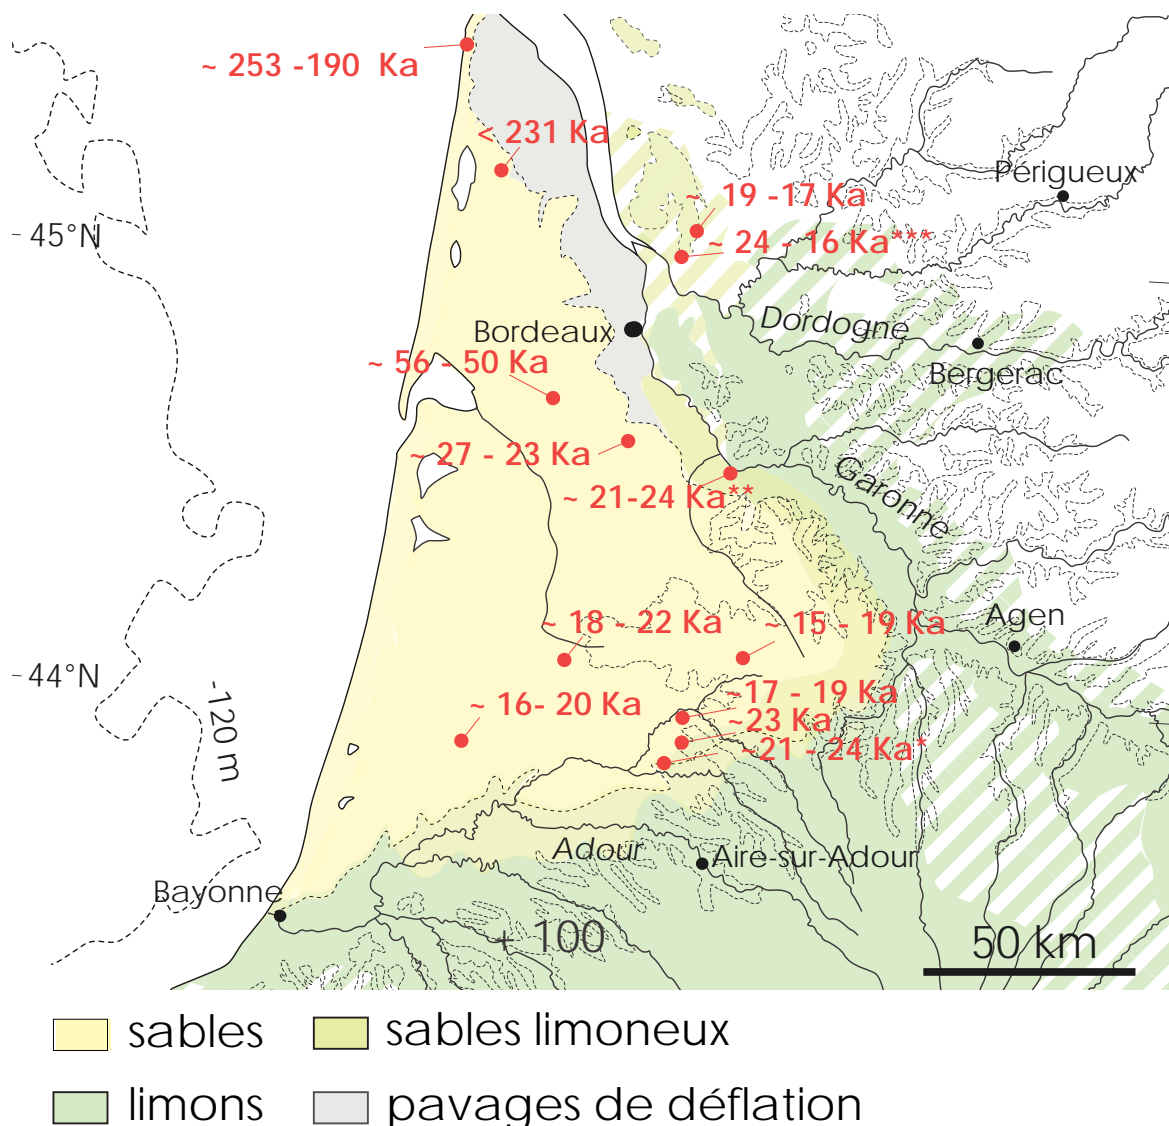 ~ 253 -190 Ka
< 231 Ka
Périgueux
~ 19 -17 Ka
45°N
~ 24 - 16 Ka***
Dordogne
Bordeaux
~ 56 - 50 Ka
Bergerac
~ 27 - 23 Ka
Garonne
~ 21-24 Ka**
Agen
~ 18 - 22 Ka
~ 15 - 19 Ka
44°N
~17 - 19 Ka
-120 m
~ 16- 20 Ka
~23 Ka
~21 - 24 Ka*
Adour
Aire-sur-Adour
Bayonne
+ 100
50 km
sables
sables limoneux
limons
pavages de déflation